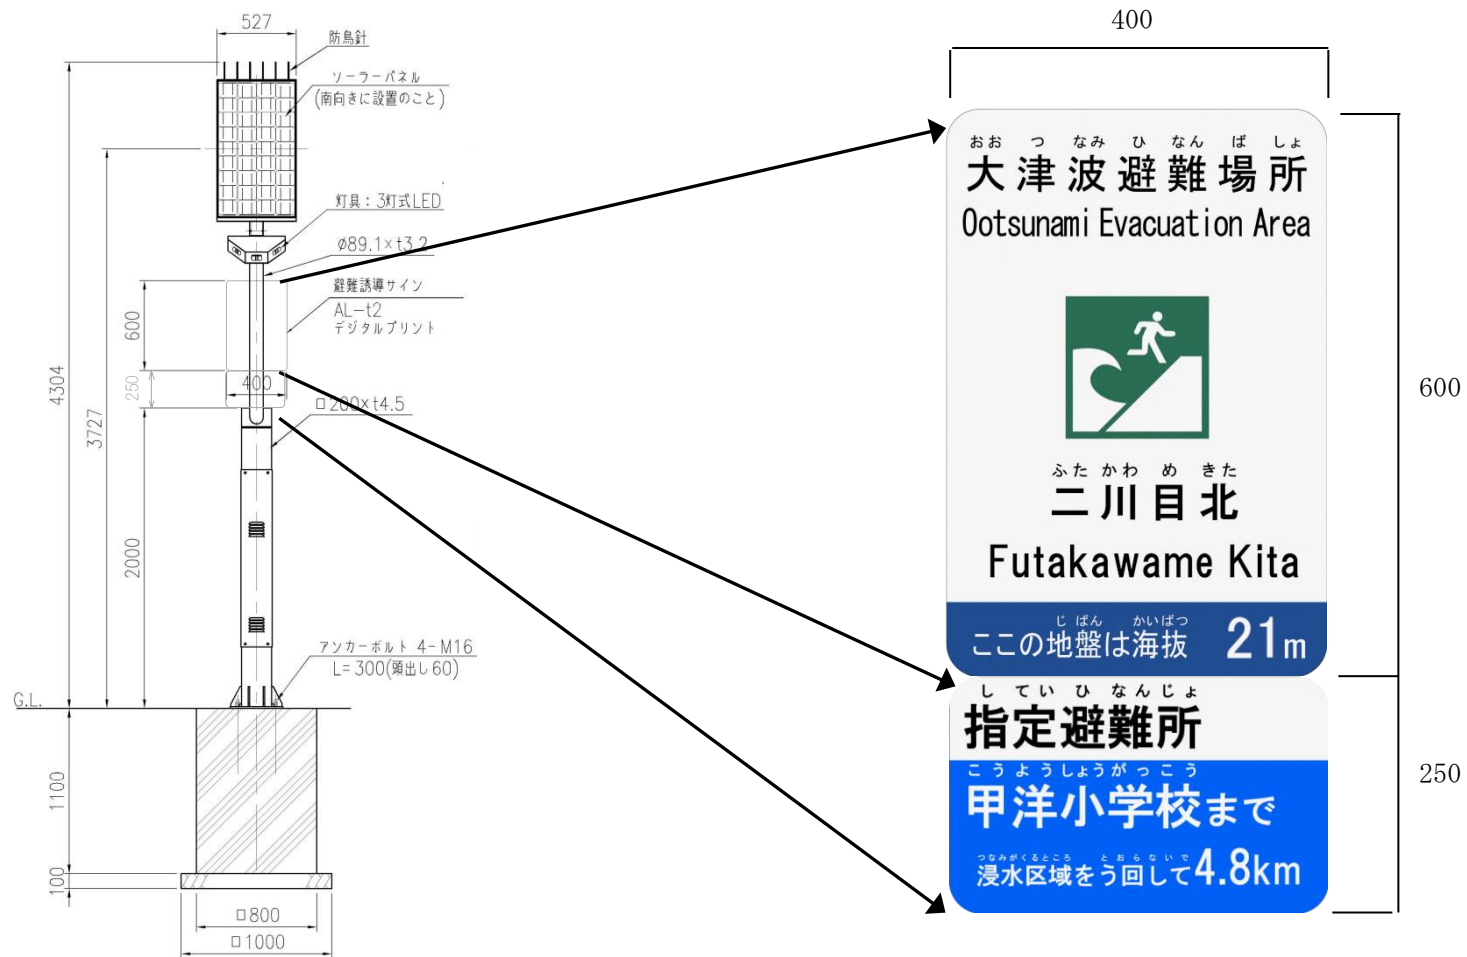 527
防鳥針
ソーラーパネル
(南向きに設置のこと)
灯具：3灯式LED
φ89.1×t3.2
避難誘導サイン
AL-t2
デジタルプリント
600
250
400
4304
3727
□200×t4.5
2000
アンカーボルト 4-M16
L=300(頭出し60)
G.L.
1100
100
□800
□1000
400
おお つ なみ ひ なん ば しょ
大津波避難場所
Ootsunami Evacuation Area
ふた かわ め きた
二川目北
Futakawame Kita
じ ばん かいばつ
ここの地盤は海抜 21m
600
し てい ひ なんじょ
指定避難所
こうようしょうがっこう
甲洋小学校まで
つなみがくるところ とおらないで
浸水区域をう回して4.8km
250